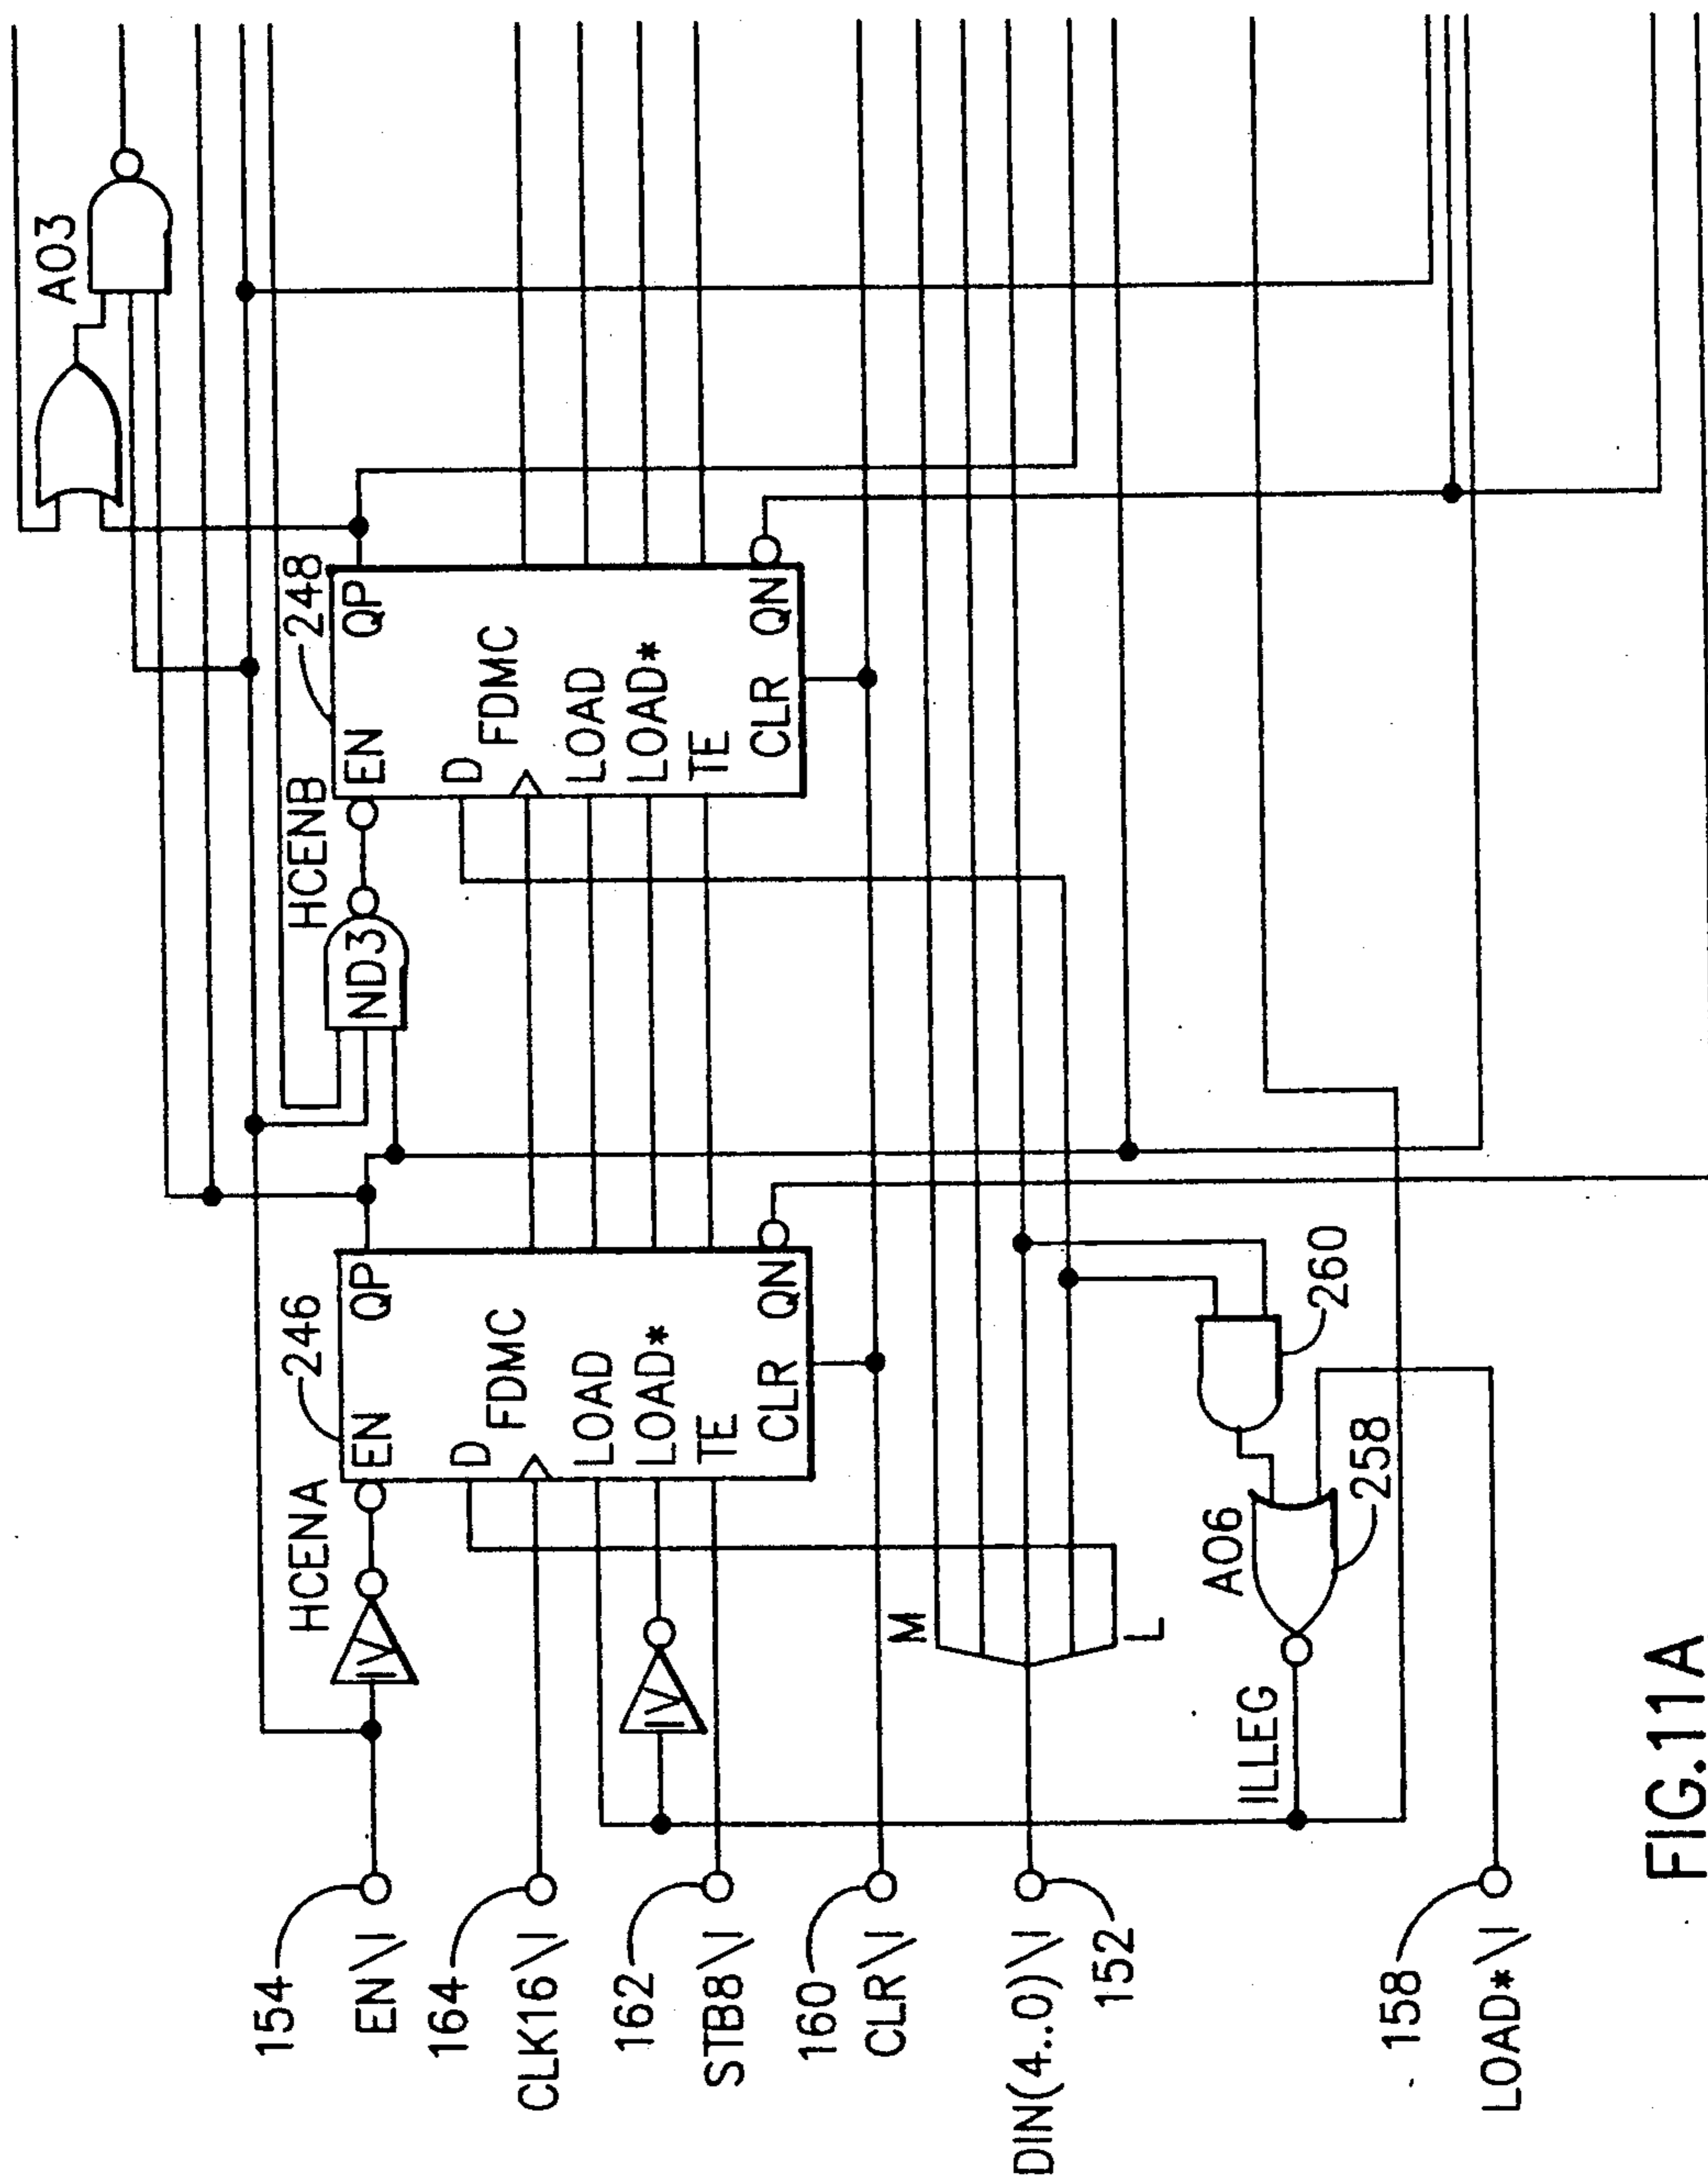 154
EN\I
164
CLK16\I
162
STB8\I
160
CLR\I
DIN(4..0)\I
152
158
LOAD*\I
HCENA
IV
IV
246
EN
QP
D
FDMC
LOAD
LOAD*
TE
CLR
QN
M
L
ILLEG
A06
258
260
HCENB
ND3
248
EN
QP
D
FDMC
LOAD
LOAD*
TE
CLR
QN
A03
FIG.11A